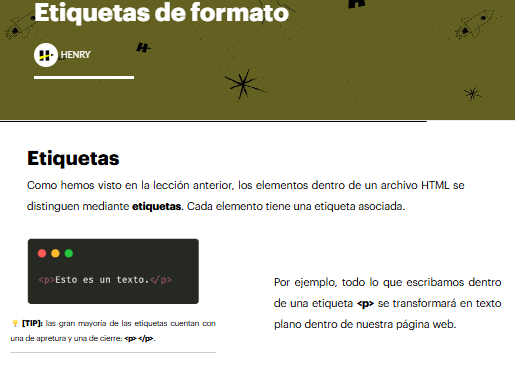 Etiquetas de formato
HENRY
Etiquetas
Como hemos visto en la lección anterior, los elementos dentro de un archivo HTML se
distinguen mediante etiquetas. Cada elemento tiene una etiqueta asociada.
<p>Esto es un texto.</p>
💡 [TIP]: las gran mayoría de las etiquetas cuentan con
una de apretura y una de cierre: <p> </p>.
Por ejemplo, todo lo que escribamos dentro
de una etiqueta <p> se transformará en texto
plano dentro de nuestra página web.